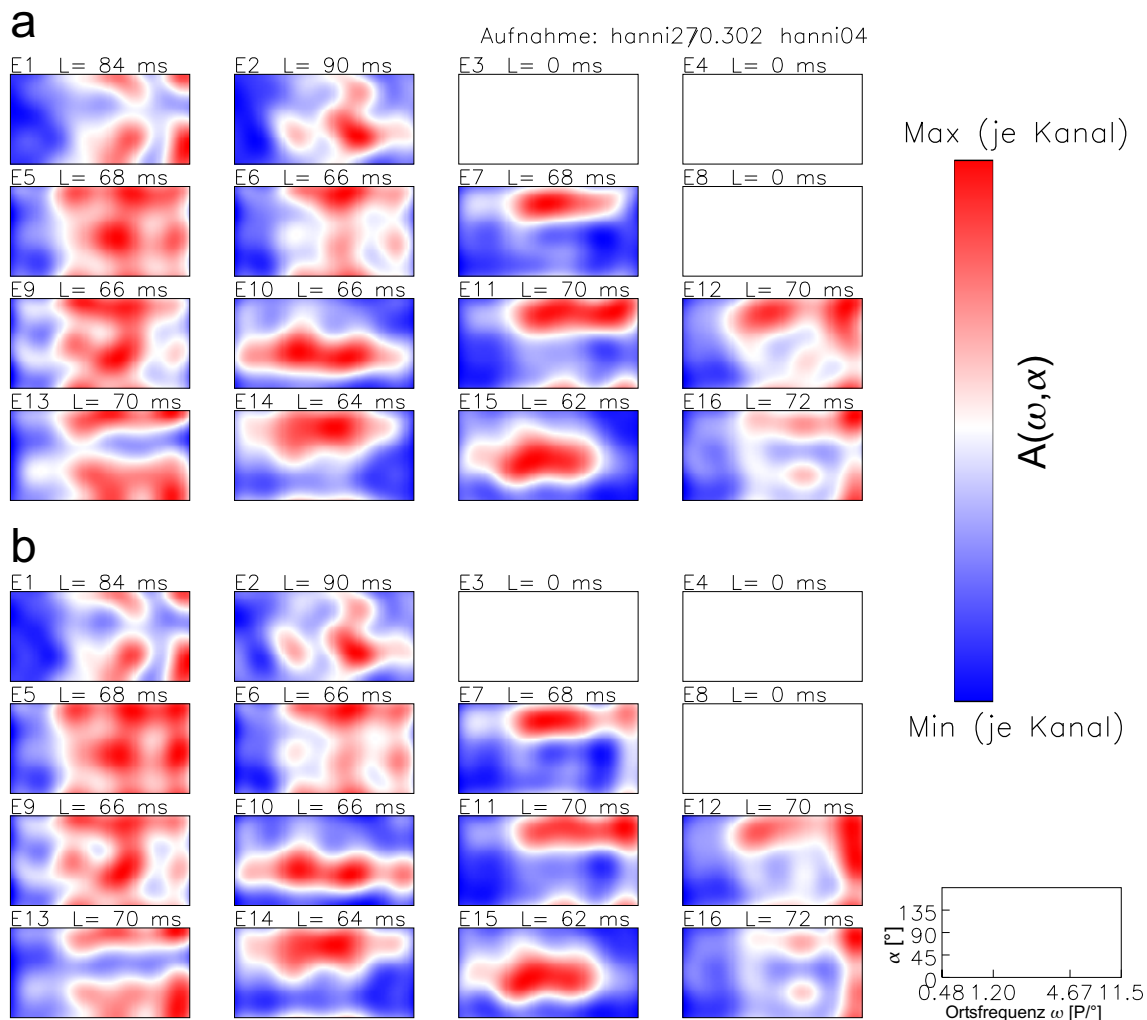 a
Aufnahme: hanni270.302 hanni04
E1 L= 84 ms E2 L= 90 ms E3 L= 0 ms E4 L= 0 ms
E5 L= 68 ms E6 L= 66 ms E7 L= 68 ms E8 L= 0 ms
E9 L= 66 ms E10 L= 66 ms E11 L= 70 ms E12 L= 70 ms
E13 L= 70 ms E14 L= 64 ms E15 L= 62 ms E16 L= 72 ms
Max (je Kanal)
A(ω,α)
Min (je Kanal)
b
E1 L= 84 ms E2 L= 90 ms E3 L= 0 ms E4 L= 0 ms
E5 L= 68 ms E6 L= 66 ms E7 L= 68 ms E8 L= 0 ms
E9 L= 66 ms E10 L= 66 ms E11 L= 70 ms E12 L= 70 ms
E13 L= 70 ms E14 L= 64 ms E15 L= 62 ms E16 L= 72 ms
α [°]
135
90
45
0
0.48 1.20 4.67 11.5
Ortsfrequenz ω [P/°]